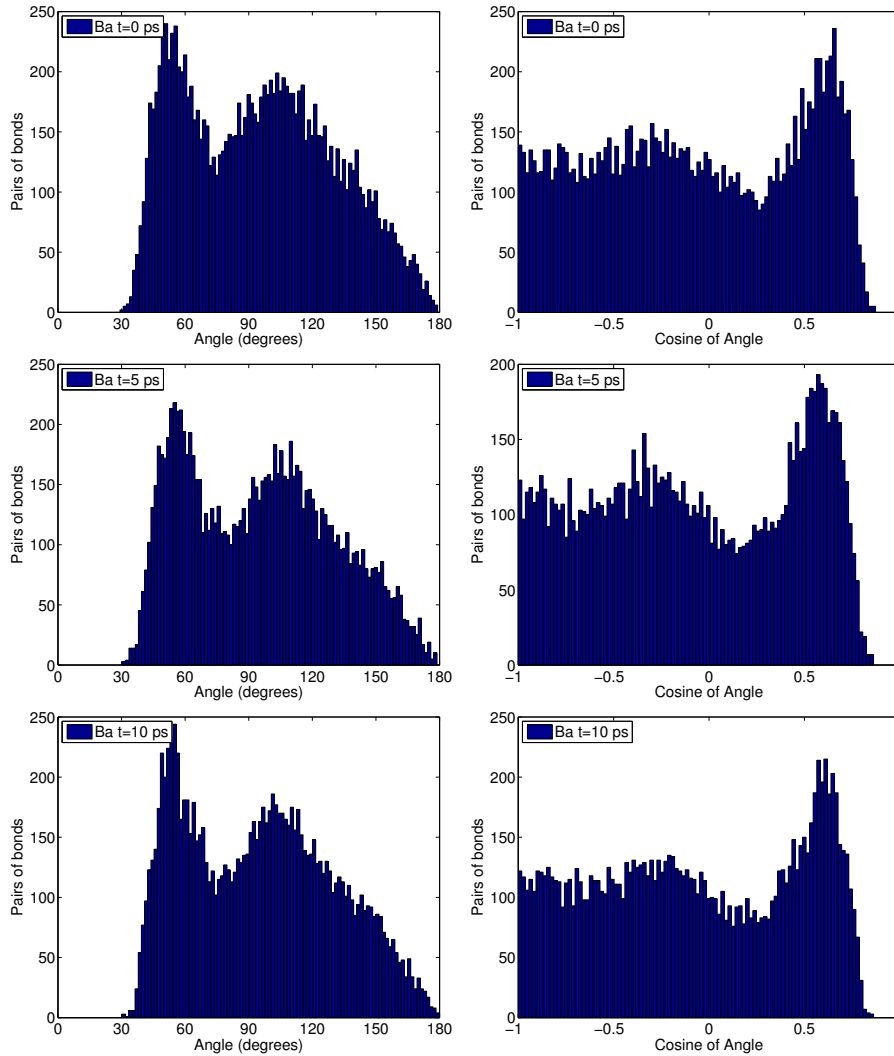 250
Ba t=0 ps
200
150
100
50
0
Pairs of bonds
0 30 60 90 120 150 180
Angle (degrees)
250
Ba t=0 ps
200
150
100
50
0
Pairs of bonds
−1 −0.5 0 0.5
Cosine of Angle
250
Ba t=5 ps
200
150
100
50
0
Pairs of bonds
0 30 60 90 120 150 180
Angle (degrees)
200
Ba t=5 ps
150
100
50
0
Pairs of bonds
−1 −0.5 0 0.5
Cosine of Angle
250
Ba t=10 ps
200
150
100
50
0
Pairs of bonds
0 30 60 90 120 150 180
Angle (degrees)
250
Ba t=10 ps
200
150
100
50
0
Pairs of bonds
−1 −0.5 0 0.5
Cosine of Angle